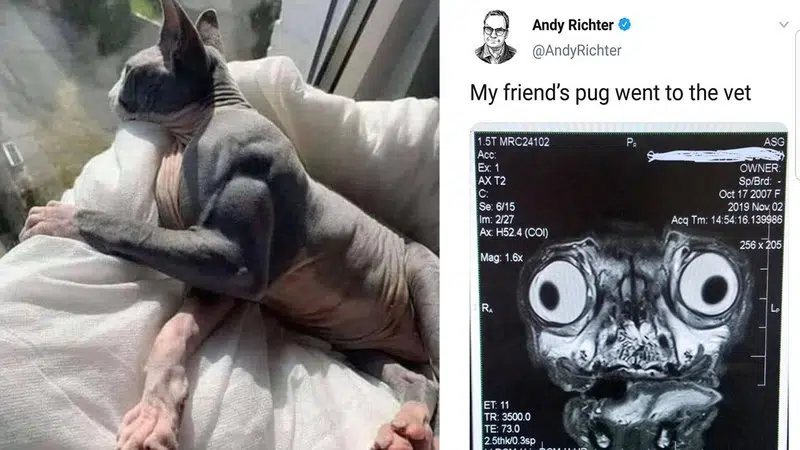 Andy Richter
@AndyRichter
My friend's pug went to the vet
1.5T MRC24102
Acc:
Ex: 1
AX T2
C:
Se: 6/15
Im: 2/27
Ax: H52.4 (COI)
Mag: 1.6x
ASG
OWNER:
Sp/Brd: -
Oct 17 2007 F
2019 Nov 02
Acq Tm: 14:54:16.139986
256 x 205
ET: 11
TR: 3500.0
TE: 73.0
2.5thk/0.3sp